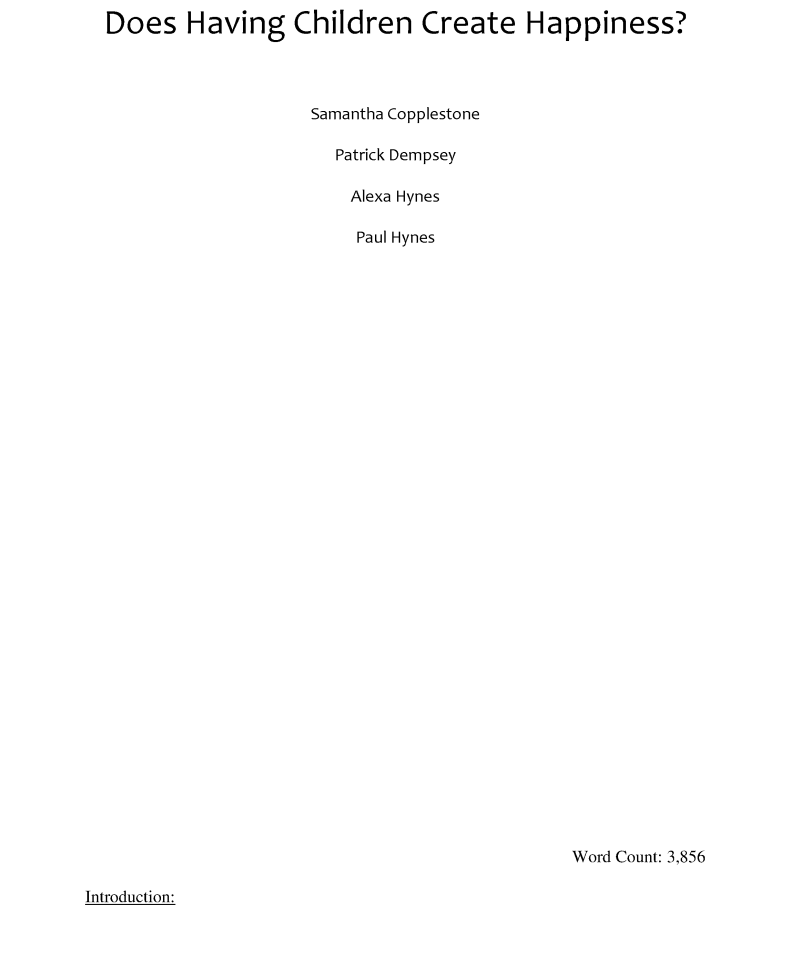 Does Having Children Create Happiness?
Samantha Copplestone
Patrick Dempsey
Alexa Hynes
Paul Hynes
Word Count: 3,856
Introduction: